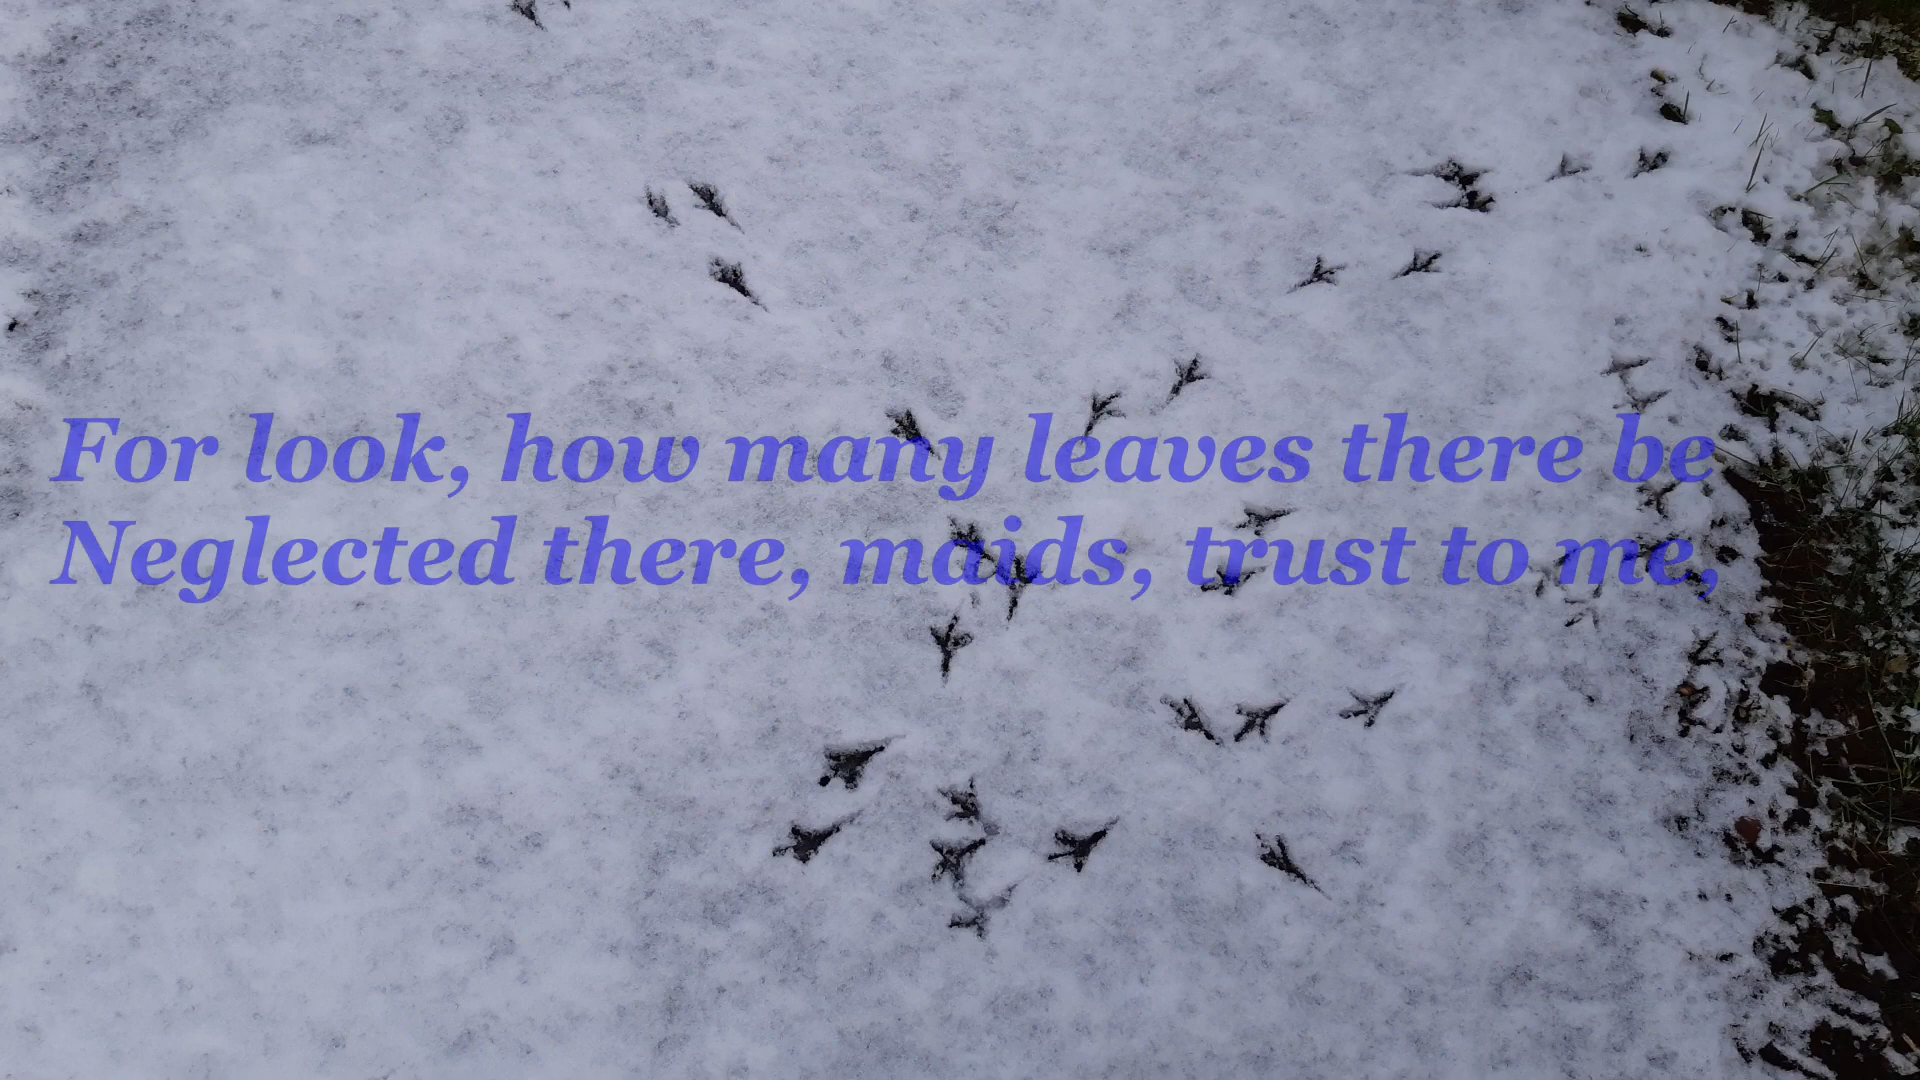 For look, how many leaves there be
Neglected there, maids, trust to me,